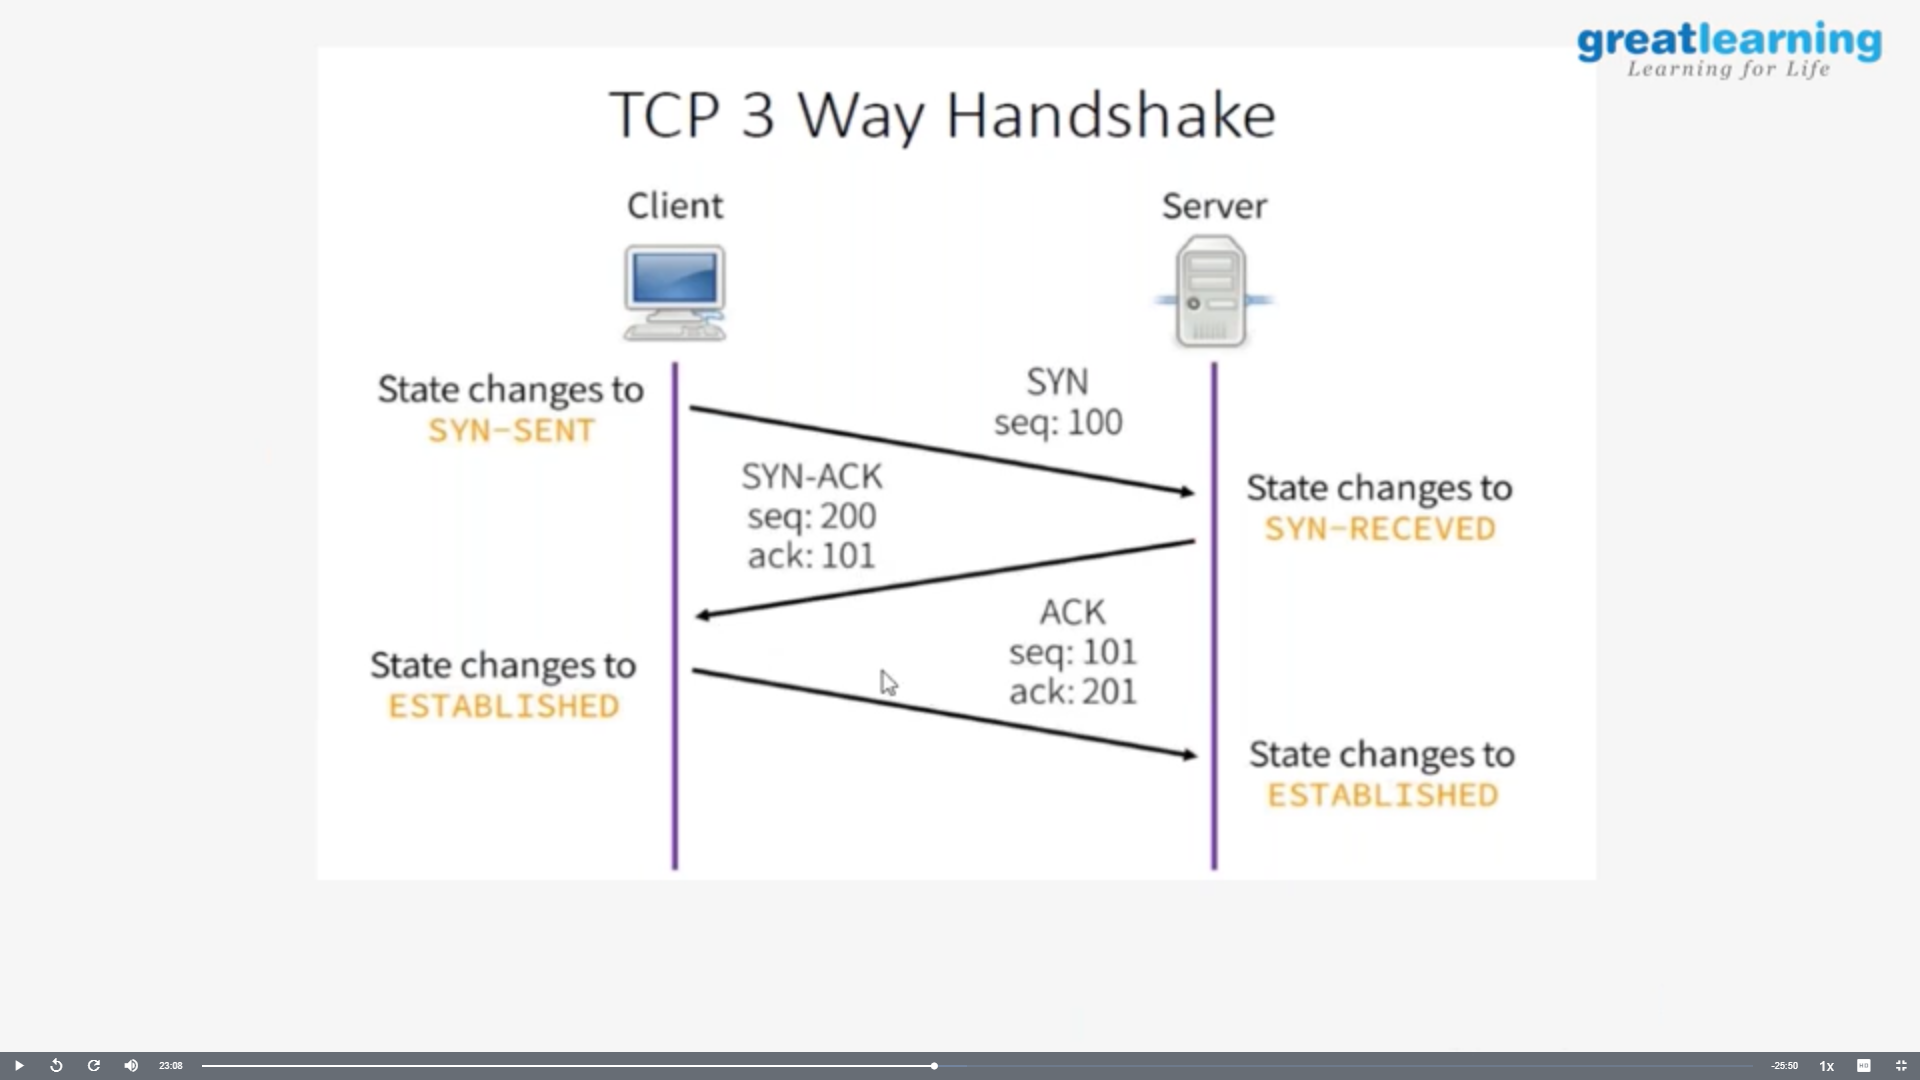 greatlearning
Learning for Life
TCP 3 Way Handshake
Client
Server
State changes to
SYN-SENT
SYN
seq: 100
SYN-ACK
seq: 200
ack: 101
State changes to
SYN-RECEVED
ACK
seq: 101
ack: 201
State changes to
ESTABLISHED
State changes to
ESTABLISHED
23:08
-25:50
1x
HD